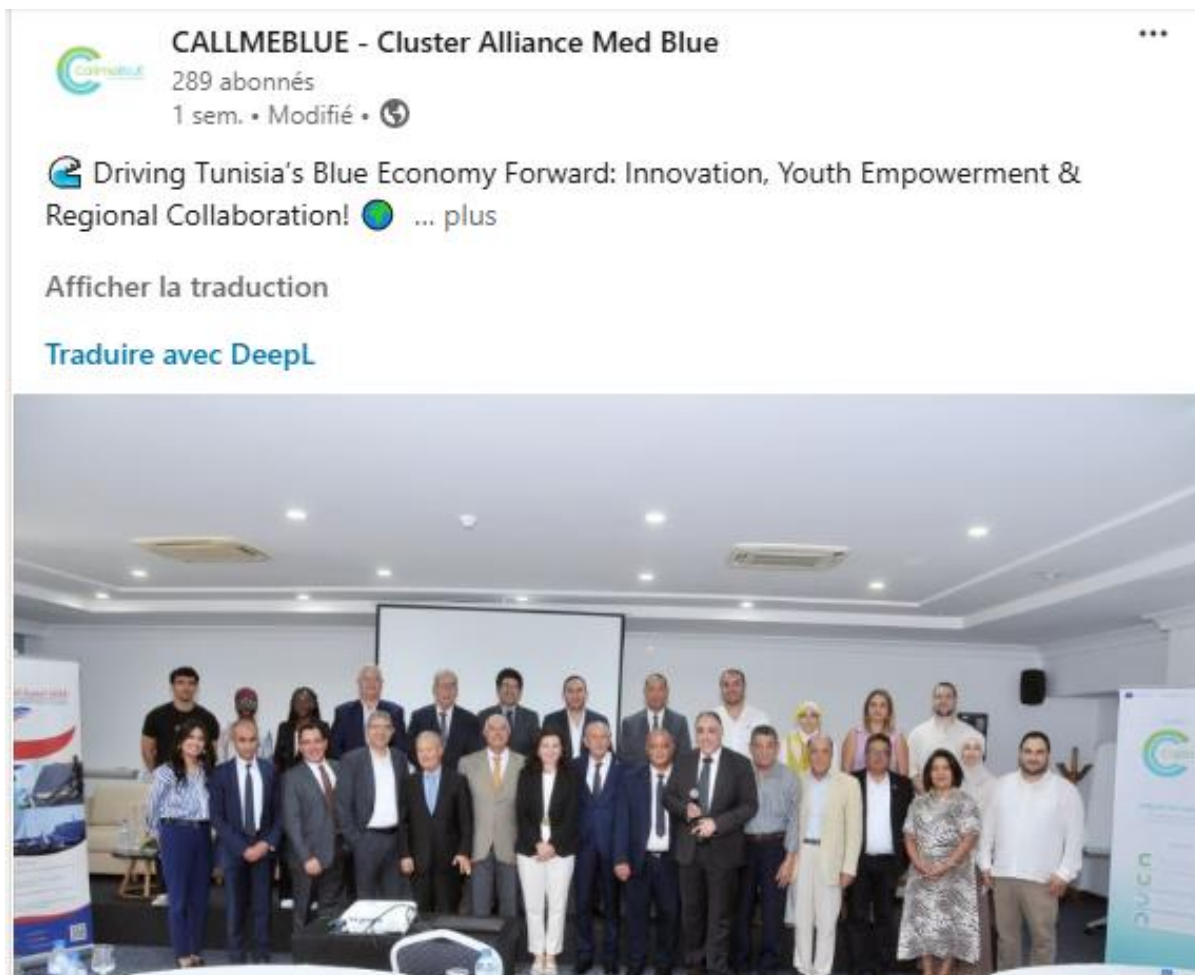 CALLMEBLUE - Cluster Alliance Med Blue
289 abonnés
1 sem. • Modifié •
Driving Tunisia's Blue Economy Forward: Innovation, Youth Empowerment &
Regional Collaboration! ... plus
Afficher la traduction
Traduire avec DeepL